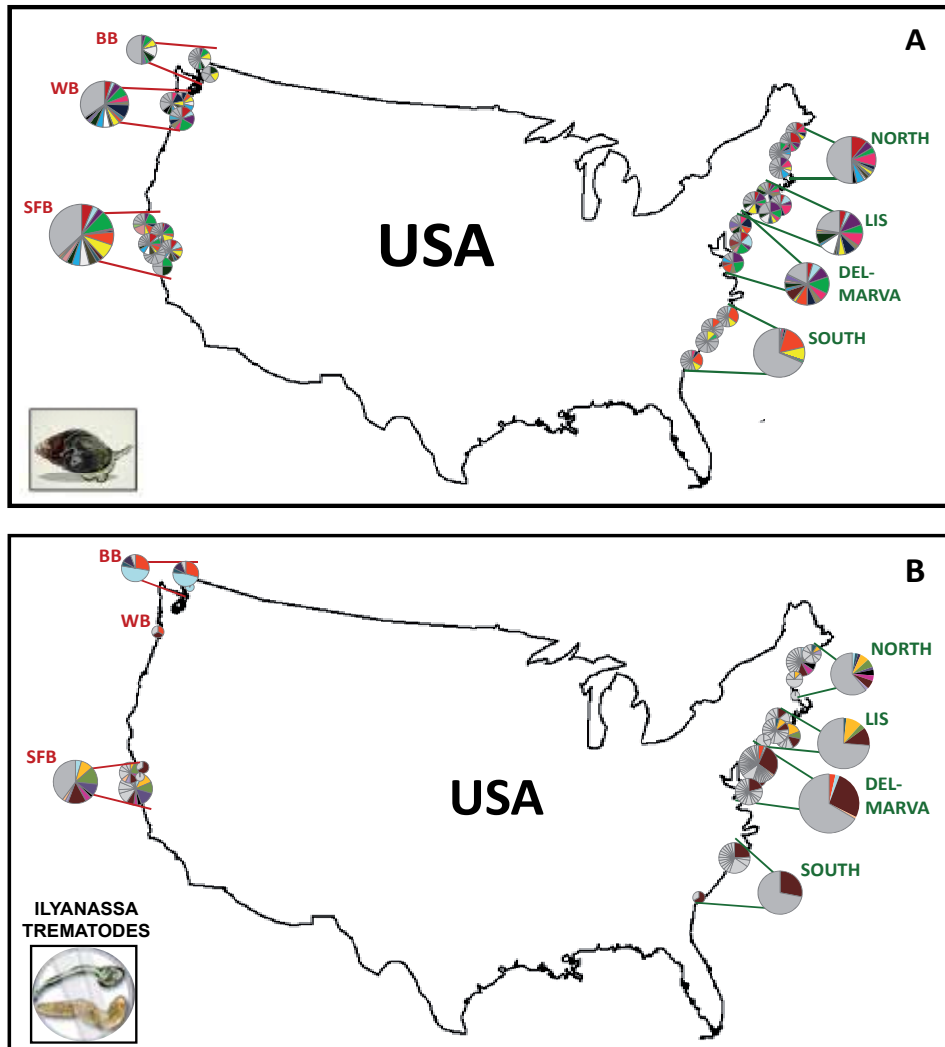 A
BB
WB
SFB
USA
NORTH
LIS
DEL-
MARVA
SOUTH
B
BB
WB
SFB
USA
NORTH
LIS
DEL-
MARVA
SOUTH
ILYANASSA
TREMATODES